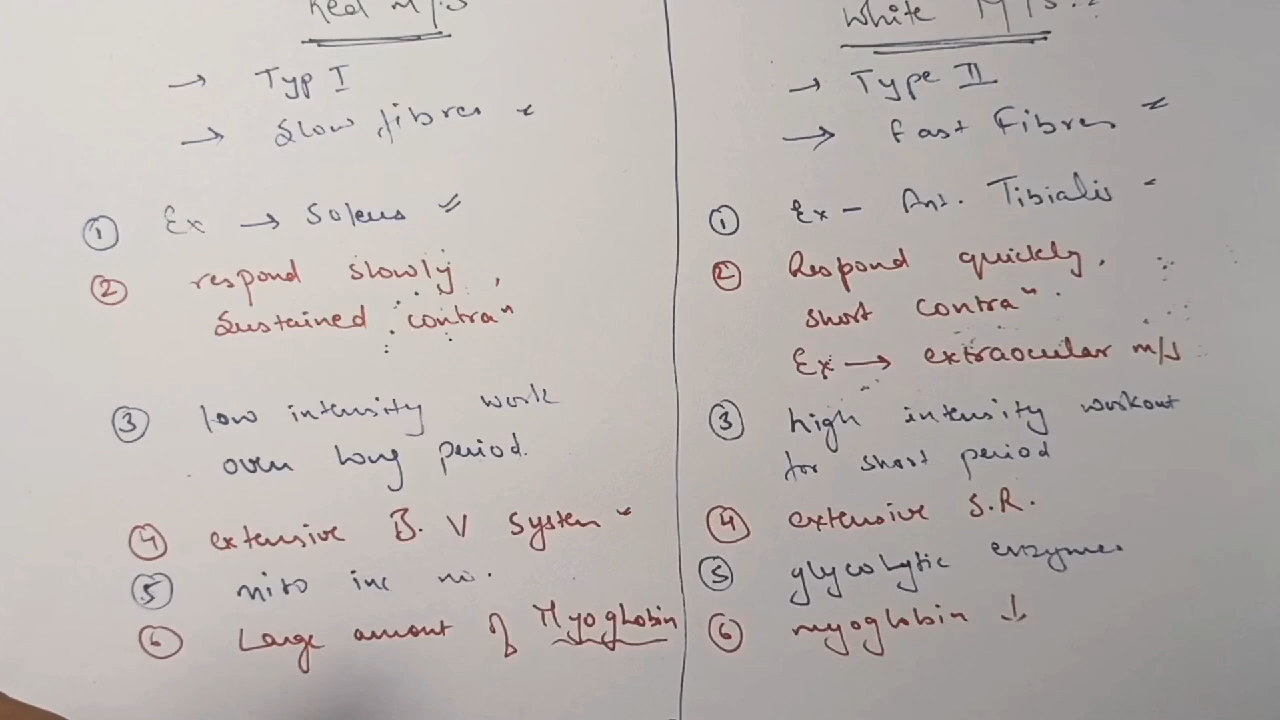 Red m/s
→ Typ I
→ Slow fibres
① Ex → Soleus
② respond slowly,
Sustained contraⁿ
③ low intensity work
over long period.
④ extensive B.V system
⑤ mito inc no.
⑥ Large amount of Myoglobin
White M/s
→ Type II
→ fast Fibres
① Ex – Ant. Tibialis
② Respond quickly,
short contraⁿ.
Ex → extraocular m/s
③ high intensity workout
for short period
④ extensive S.R.
⑤ glycolytic enzymes
⑥ myoglobin ↓